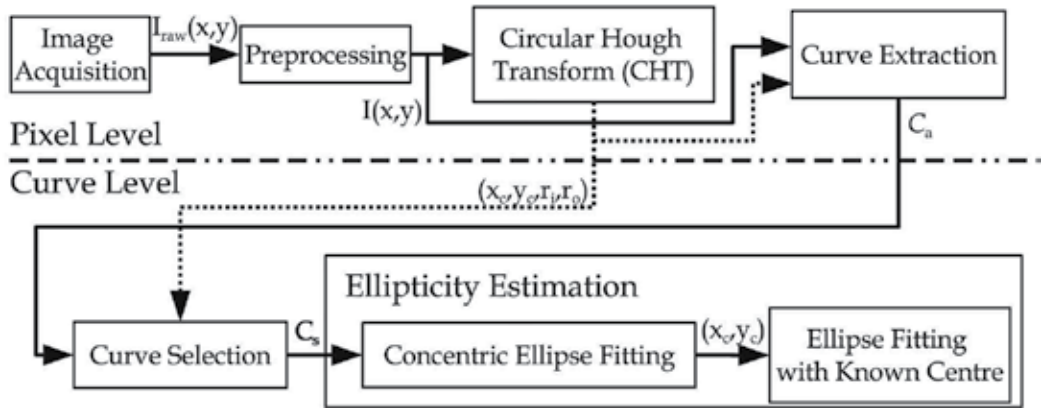 Image
Acquisition
I_raw(x,y)
Preprocessing
Circular Hough
Transform (CHT)
Curve Extraction
I(x,y)
C_a
Pixel Level
Curve Level
(x_c,y_c,r_i,r_o)
Ellipticity Estimation
Curve Selection
C_s
Concentric Ellipse Fitting
(x_c,y_c)
Ellipse Fitting
with Known Centre